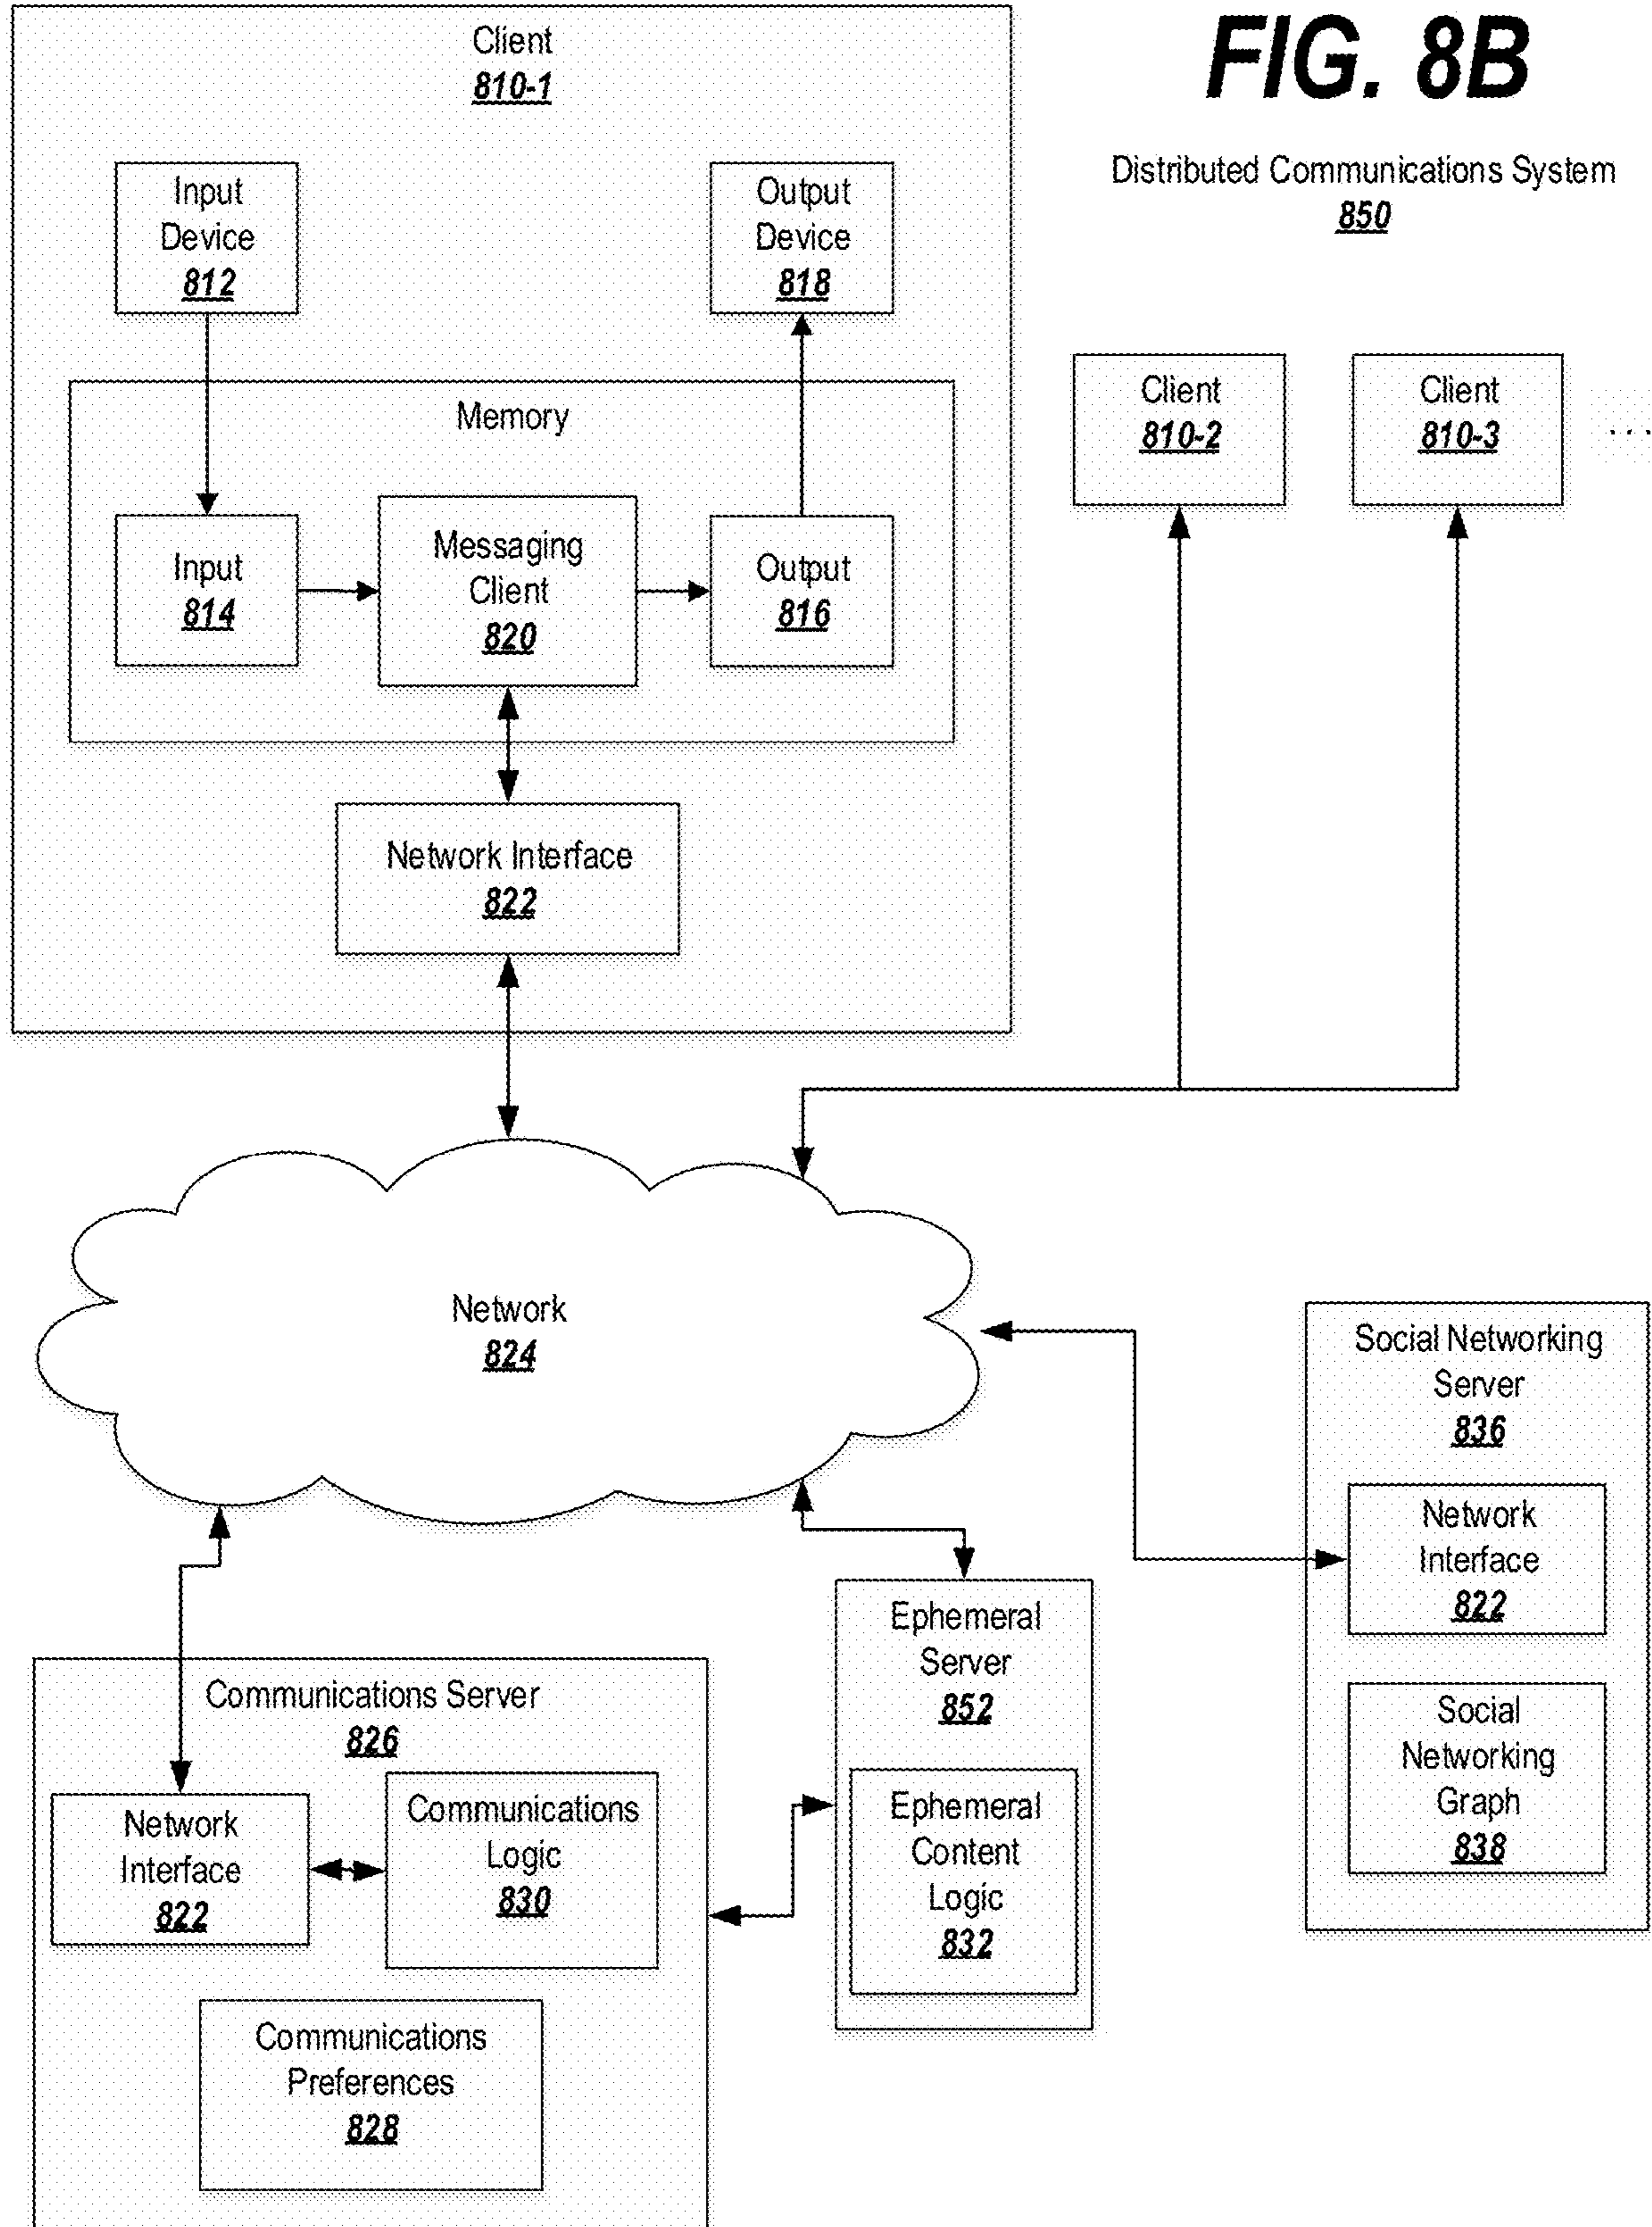 FIG. 8B
Distributed Communications System
850
Client
810-1
Input
Device
812
Output
Device
818
Memory
Input
814
Messaging
Client
820
Output
816
Network Interface
822
Client
810-2
Client
810-3
...
Network
824
Social Networking
Server
836
Network
Interface
822
Social
Networking
Graph
838
Ephemeral
Server
852
Ephemeral
Content
Logic
832
Communications Server
826
Network
Interface
822
Communications
Logic
830
Communications
Preferences
828